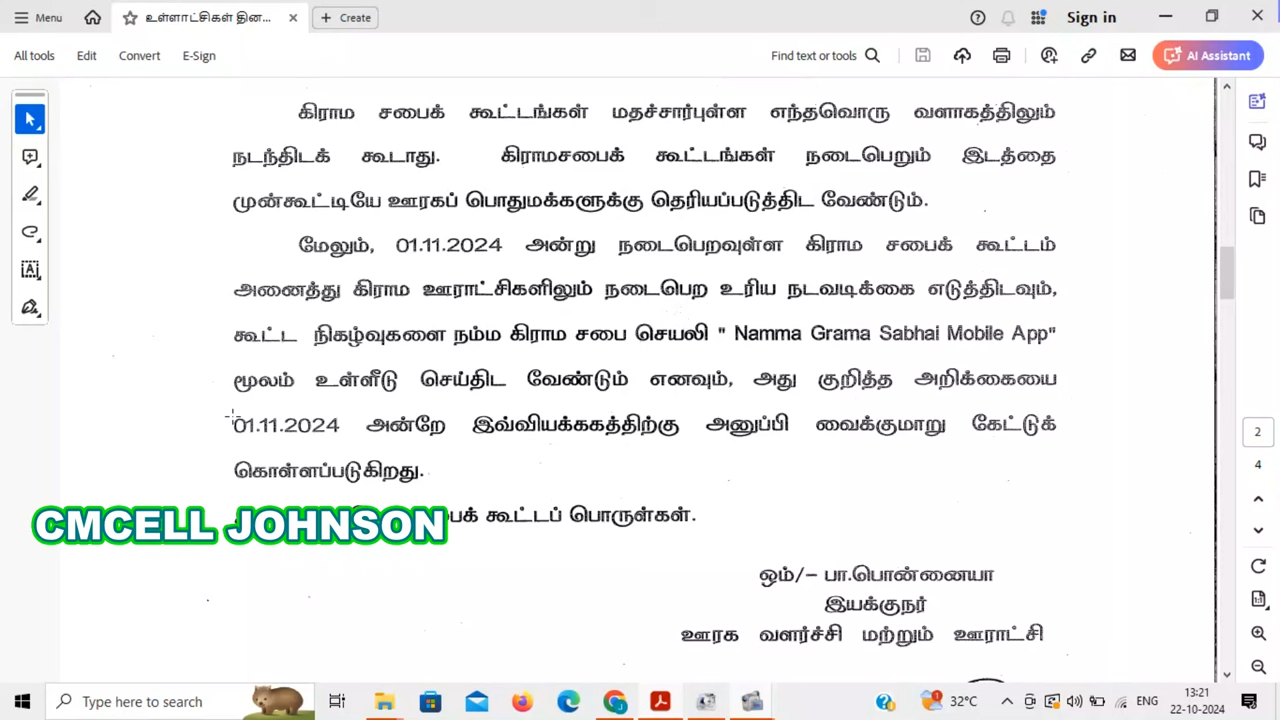 Menu
உள்ளாட்சிகள் தின...
Create
Sign in
All tools Edit Convert E-Sign
Find text or tools
AI Assistant
கிராம சபைக் கூட்டங்கள் மதச்சார்புள்ள எந்தவொரு வளாகத்திலும்
நடந்திடக் கூடாது. கிராமசபைக் கூட்டங்கள் நடைபெறும் இடத்தை
முன்கூட்டியே ஊரகப் பொதுமக்களுக்கு தெரியப்படுத்திட வேண்டும்.
மேலும், 01.11.2024 அன்று நடைபெறவுள்ள கிராம சபைக் கூட்டம்
அனைத்து கிராம ஊராட்சிகளிலும் நடைபெற உரிய நடவடிக்கை எடுத்திடவும்,
கூட்ட நிகழ்வுகளை நம்ம கிராம சபை செயலி " Namma Grama Sabhai Mobile App"
மூலம் உள்ளீடு செய்திட வேண்டும் எனவும், அது குறித்த அறிக்கையை
01.11.2024 அன்றே இவ்வியக்ககத்திற்கு அனுப்பி வைக்குமாறு கேட்டுக்
கொள்ளப்படுகிறது.
கூட்டப் பொருள்கள்.
CMCELL JOHNSON
ஒம்/- பா.பொன்னையா
இயக்குநர்
ஊரக வளர்ச்சி மற்றும் ஊராட்சி
2
4
Type here to search
32°C
ENG
13:21
22-10-2024